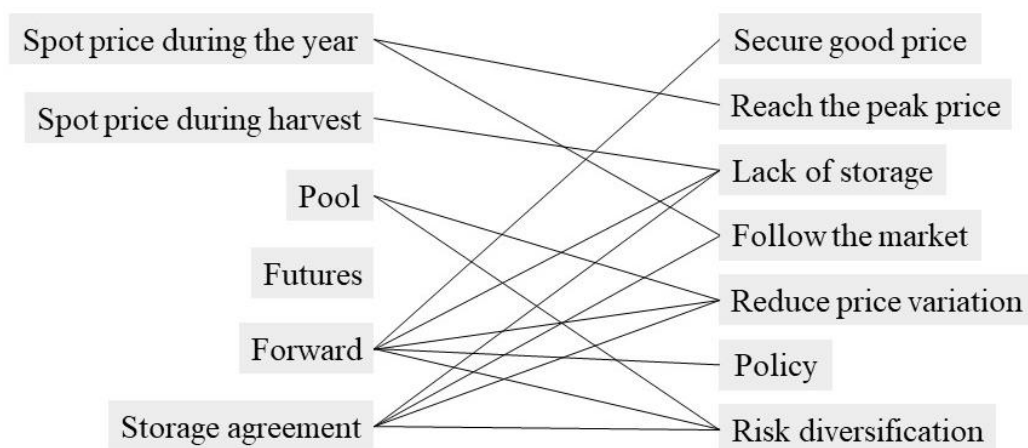 Spot price during the year
Spot price during harvest
Pool
Futures
Forward
Storage agreement
Secure good price
Reach the peak price
Lack of storage
Follow the market
Reduce price variation
Policy
Risk diversification